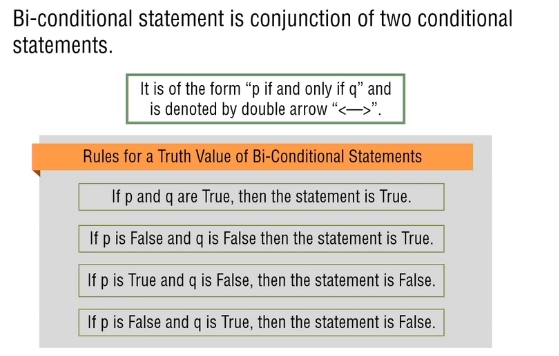 Bi-conditional statement is conjunction of two conditional
statements.
It is of the form “p if and only if q” and
is denoted by double arrow “<—>”.
Rules for a Truth Value of Bi-Conditional Statements
If p and q are True, then the statement is True.
If p is False and q is False then the statement is True.
If p is True and q is False, then the statement is False.
If p is False and q is True, then the statement is False.